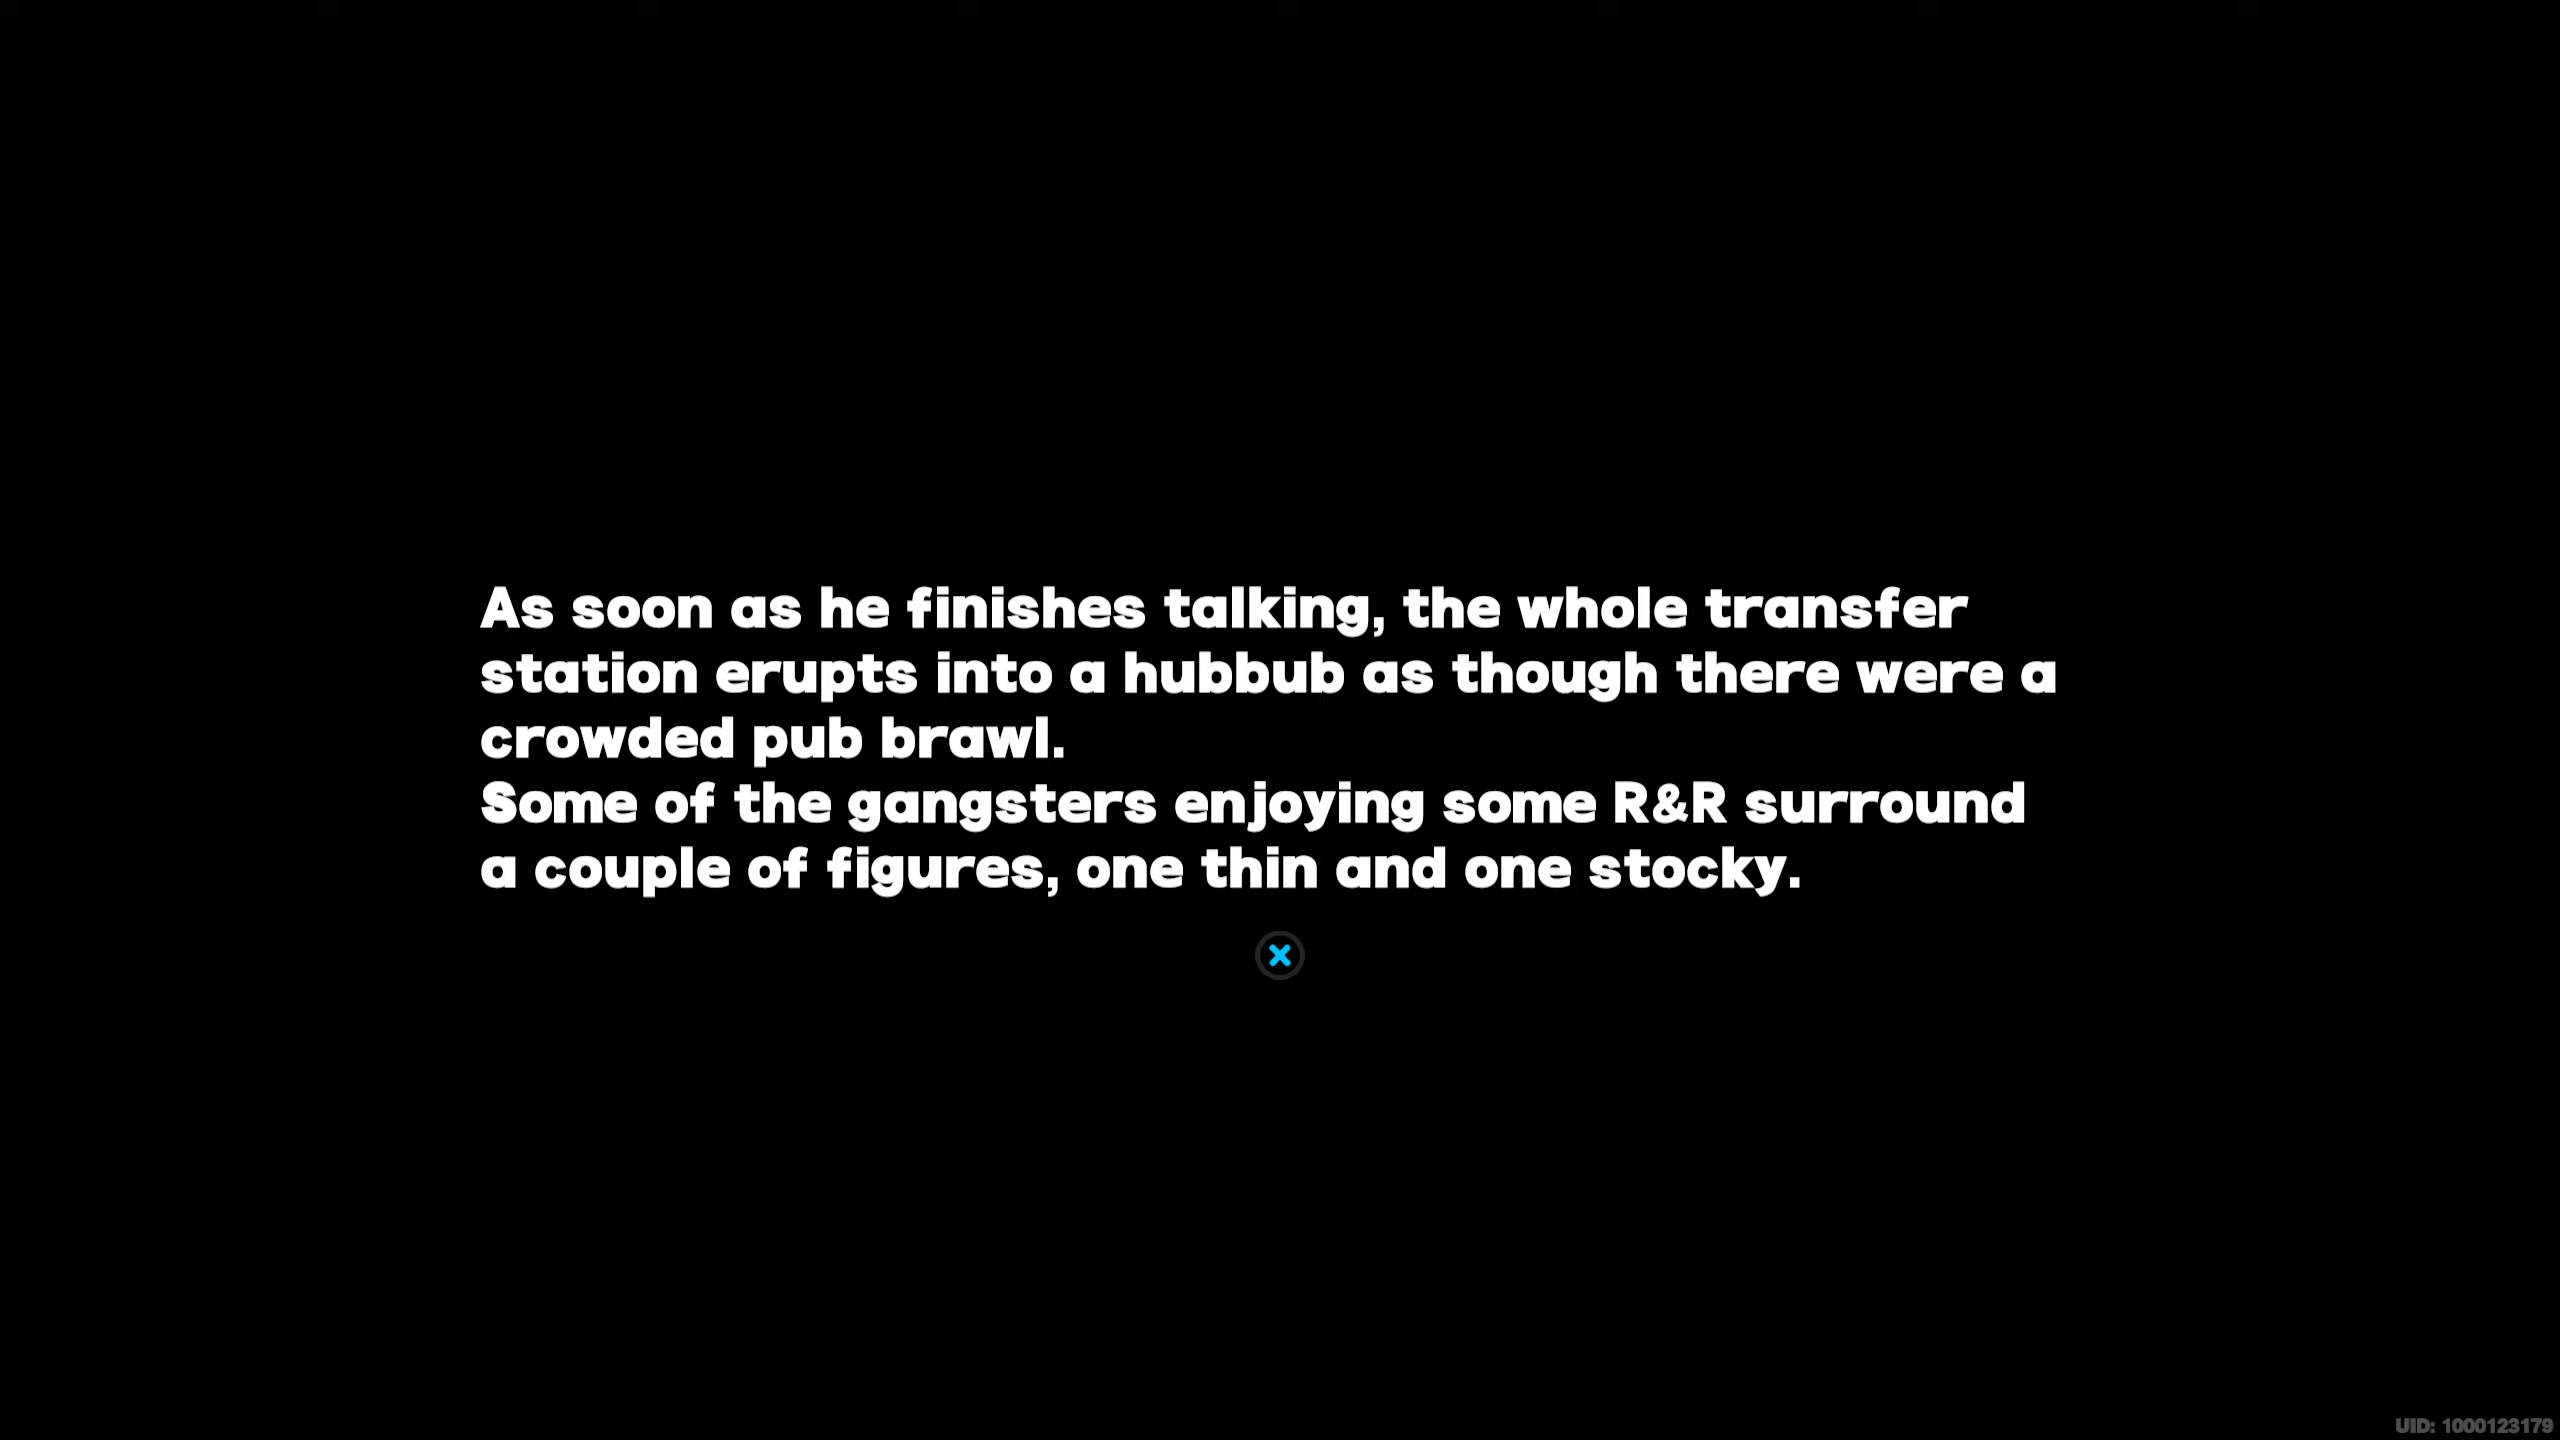 As soon as he finishes talking, the whole transfer
station erupts into a hubbub as though there were a
crowded pub brawl.
Some of the gangsters enjoying some R&R surround
a couple of figures, one thin and one stocky.
UID: 1000123179